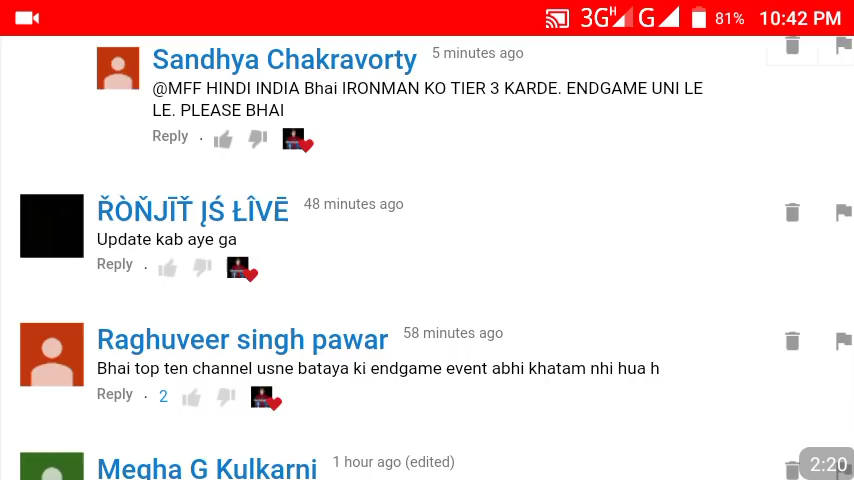 3G H G 81% 10:42 PM
Sandhya Chakravorty 5 minutes ago
@MFF HINDI INDIA Bhai IRONMAN KO TIER 3 KARDE. ENDGAME UNI LE
LE. PLEASE BHAI
Reply .
ŘÒŇJĪŤ ĮŚ ŁÎVĒ 48 minutes ago
Update kab aye ga
Reply .
Raghuveer singh pawar 58 minutes ago
Bhai top ten channel usne bataya ki endgame event abhi khatam nhi hua h
Reply . 2
Megha G Kulkarni 1 hour ago (edited)
2:20